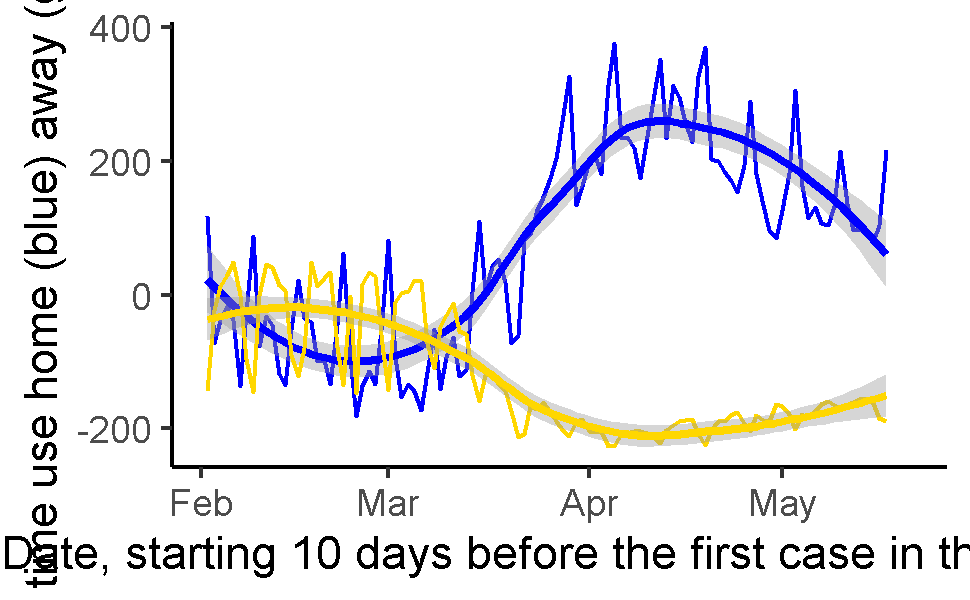 time use home (blue) away (
400
200
0
-200
Feb Mar Apr May
Date, starting 10 days before the first case in th